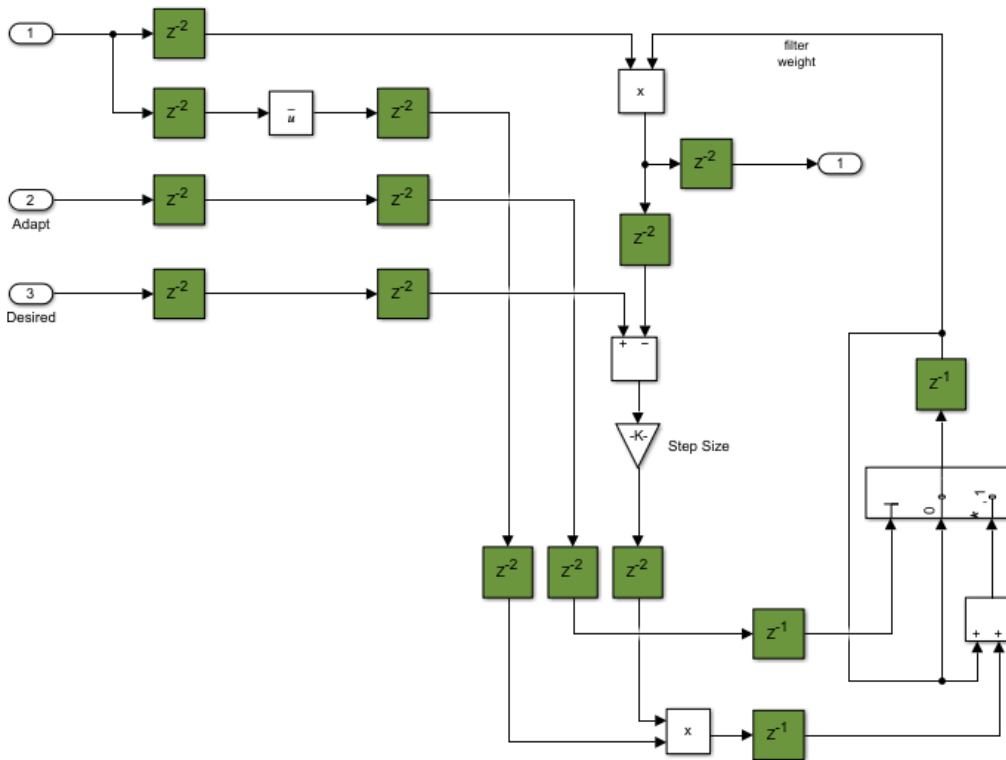 1
Z-2
filter
weight
x
Z-2
u
Z-2
Z-2
1
2
Z-2
Z-2
Adapt
Z-2
3
Z-2
Z-2
Desired
+ −
Z-1
-K-
Step Size
0
*, 1
Z-2
Z-2
Z-2
Z-1
+ +
x
Z-1